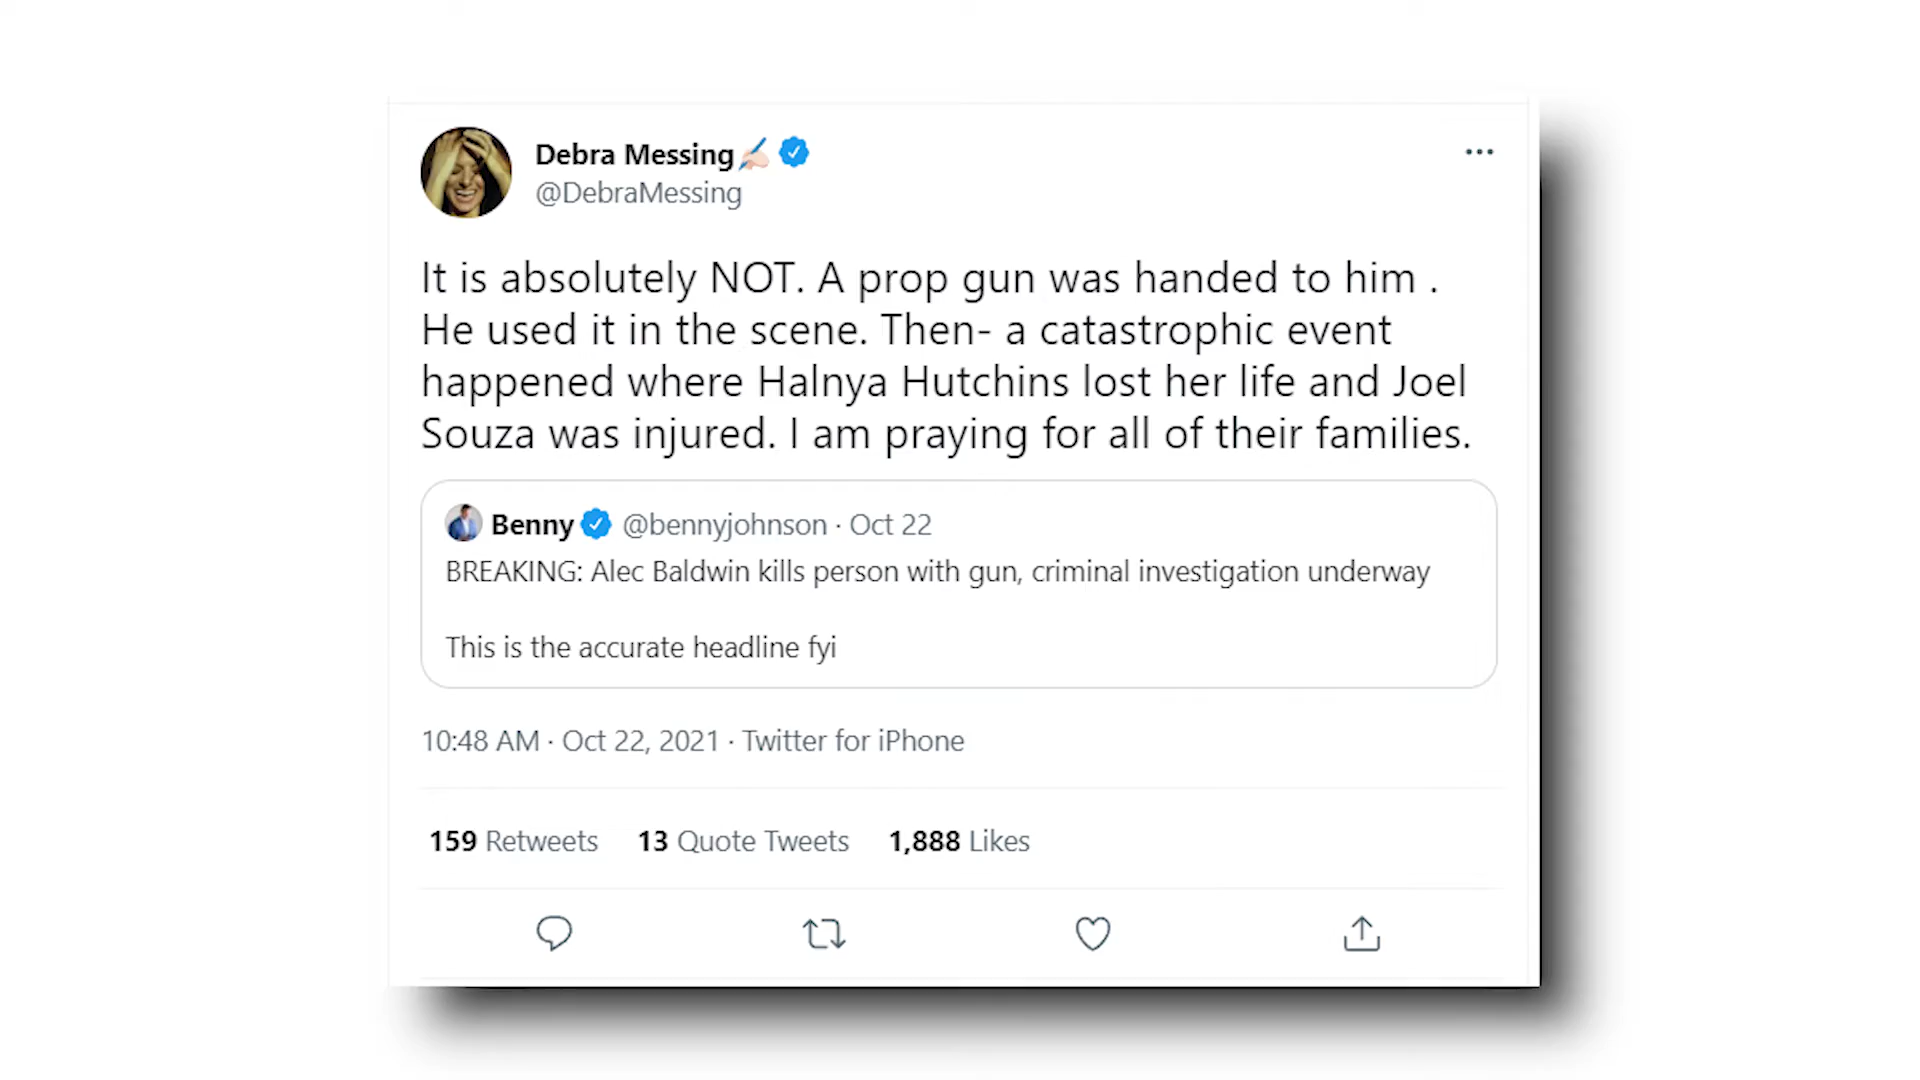 Debra Messing
@DebraMessing
It is absolutely NOT. A prop gun was handed to him .
He used it in the scene. Then- a catastrophic event
happened where Halnya Hutchins lost her life and Joel
Souza was injured. I am praying for all of their families.
Benny @bennyjohnson · Oct 22
BREAKING: Alec Baldwin kills person with gun, criminal investigation underway
This is the accurate headline fyi
10:48 AM · Oct 22, 2021 · Twitter for iPhone
159 Retweets 13 Quote Tweets 1,888 Likes